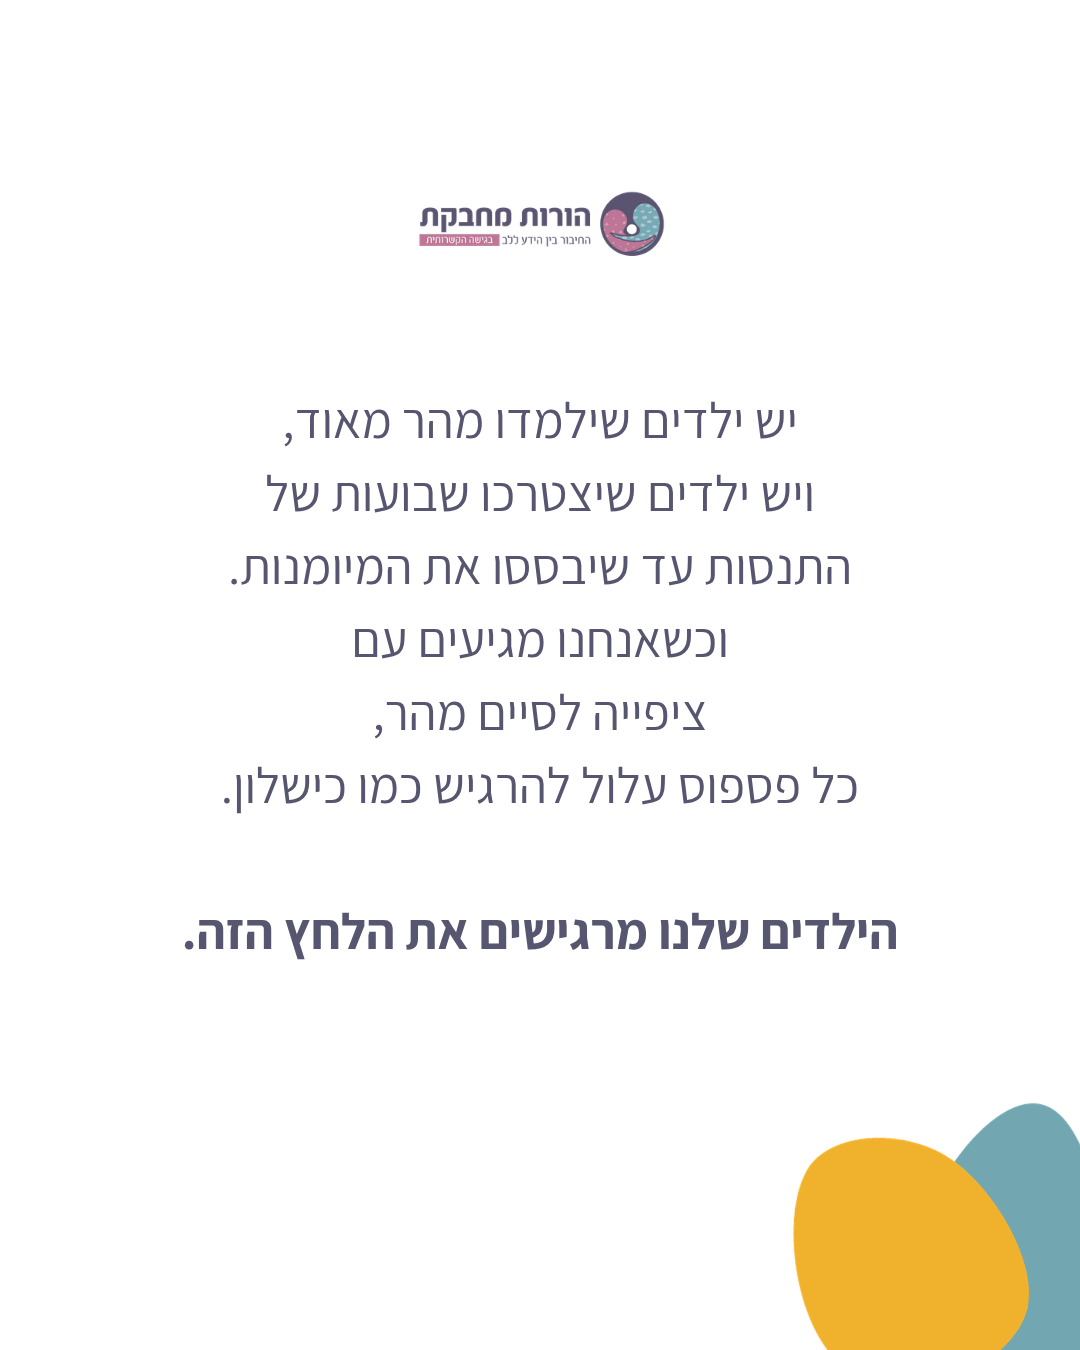 הורות מחבקת
החיבור בין הידע ללב בגישה הקשרותית
יש ילדים שילמדו מהר מאוד,
ויש ילדים שיצטרכו שבועות של
התנסות עד שיבססו את המיומנות.
וכשאנחנו מגיעים עם
ציפייה לסיים מהר,
כל פספוס עלול להרגיש כמו כישלון.
הילדים שלנו מרגישים את הלחץ הזה.